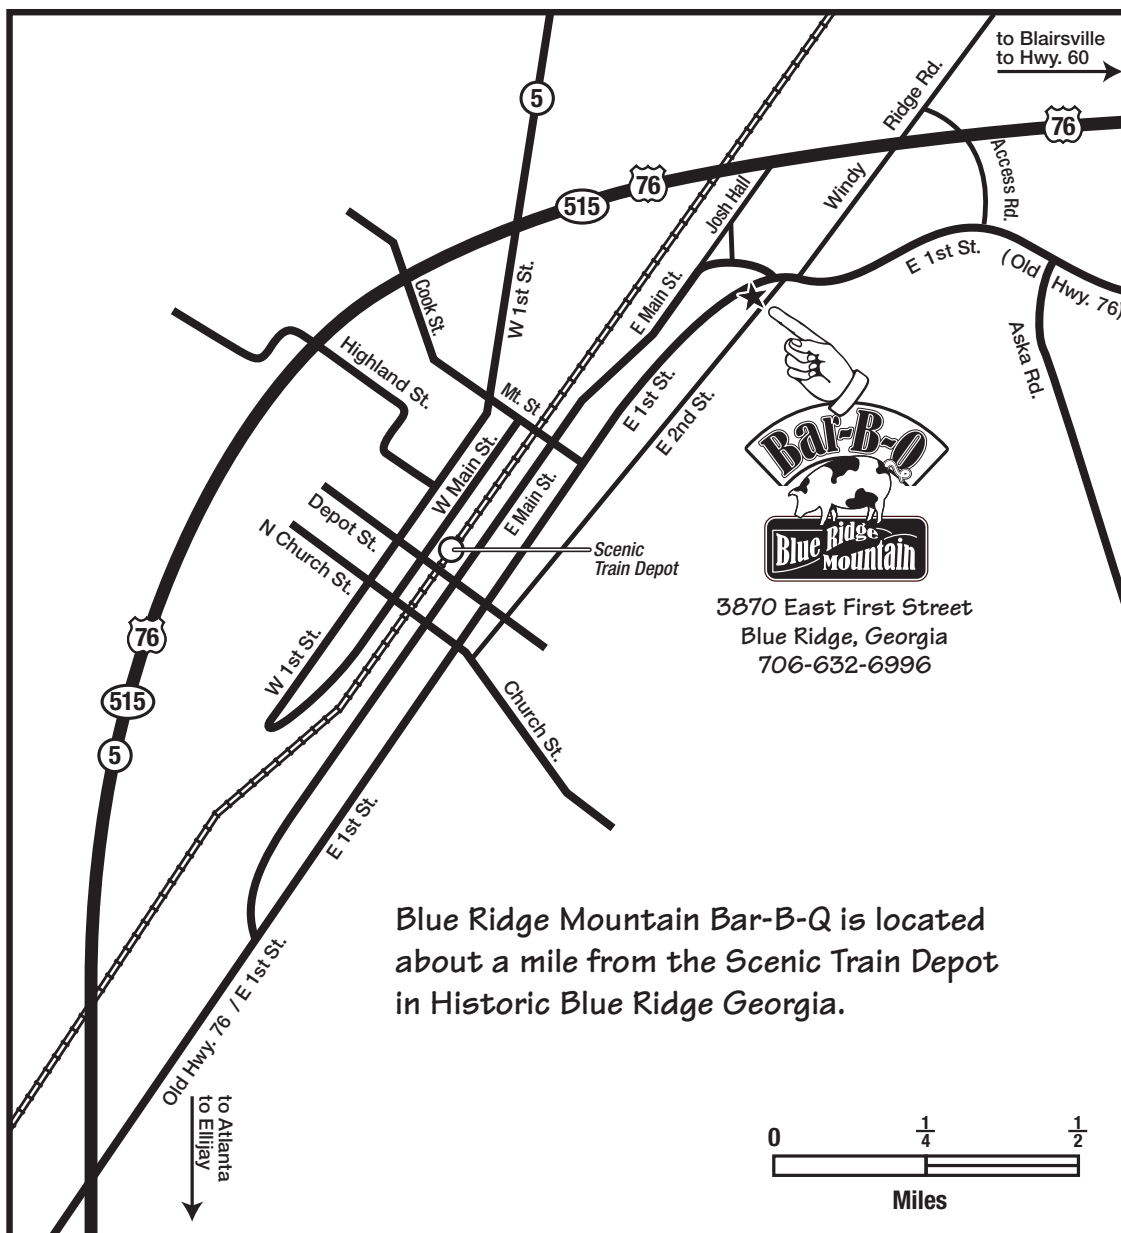 to Blairsville
to Hwy. 60
5
76
76
515
Ridge Rd.
Windy
Access Rd.
Josh Hall
E 1st St.
(Old
Hwy. 76)
Aska Rd.
Cook St.
W 1st St.
E Main St.
Highland St.
Mt. St
E 1st St.
E 2nd St.
W Main St.
E Main St.
Depot St.
N Church St.
Scenic
Train Depot
Bar-B-Q
Blue Ridge
Mountain
3870 East First Street
Blue Ridge, Georgia
706-632-6996
76
515
5
W 1st St.
Church St.
E 1st St.
Blue Ridge Mountain Bar-B-Q is located
about a mile from the Scenic Train Depot
in Historic Blue Ridge Georgia.
Old Hwy. 76 / E 1st St.
to Atlanta
to Ellijay
0 1/4 1/2
Miles